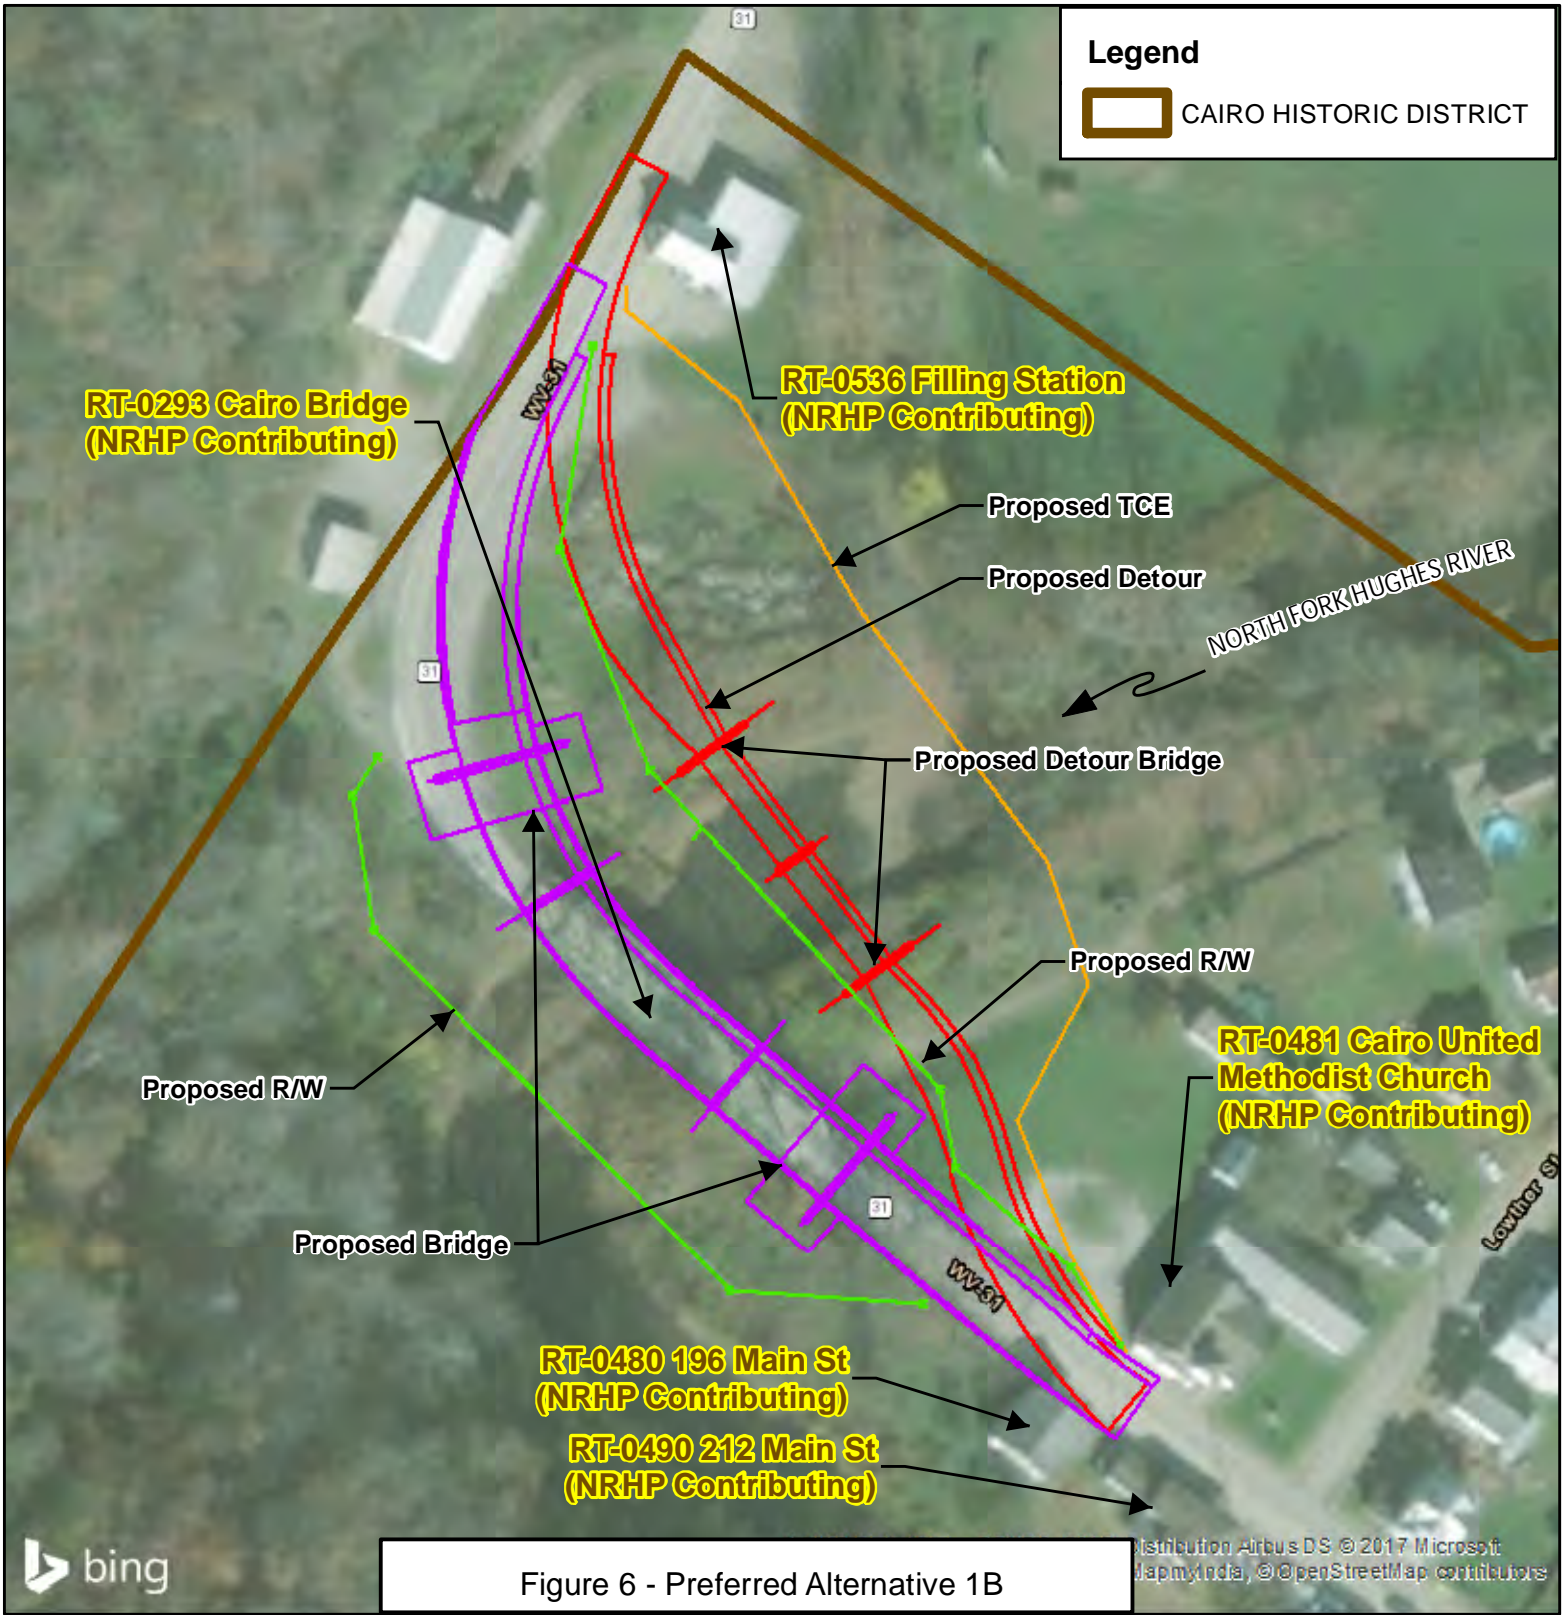 31
Legend
CAIRO HISTORIC DISTRICT
WV-31
RT-0536 Filling Station
(NRHP Contributing)
RT-0293 Cairo Bridge
(NRHP Contributing)
Proposed TCE
Proposed Detour
NORTH FORK HUGHES RIVER
31
Proposed Detour Bridge
Proposed R/W
RT-0481 Cairo United
Methodist Church
(NRHP Contributing)
Proposed R/W
Lowther St
31
Proposed Bridge
WV-31
RT-0480 196 Main St
(NRHP Contributing)
RT-0490 212 Main St
(NRHP Contributing)
bing
Figure 6 - Preferred Alternative 1B
Airbus DS © 2017 Microsoft
MapmyIndia, © OpenStreetMap contributors